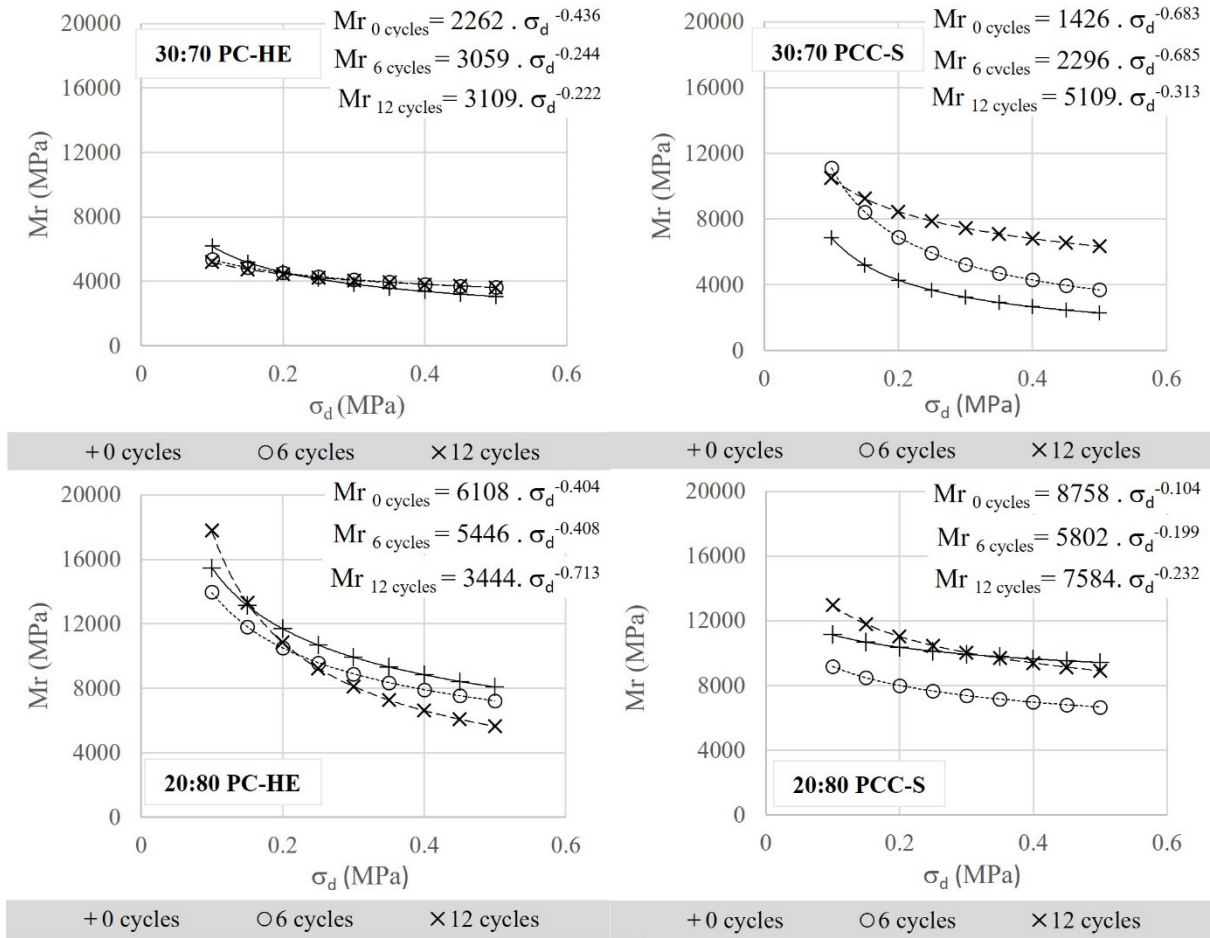 20000
16000
12000
8000
4000
0
Mr (MPa)
30:70 PC-HE
Mr 0 cycles= 2262 . σd-0.436
Mr 6 cycles= 3059 . σd-0.244
Mr 12 cycles= 3109. σd-0.222
0 0.2 0.4 0.6
σd (MPa)
+ 0 cycles ○ 6 cycles × 12 cycles
20000
16000
12000
8000
4000
0
Mr (MPa)
30:70 PCC-S
Mr 0 cycles= 1426 . σd-0.683
Mr 6 cycles= 2296 . σd-0.685
Mr 12 cycles= 5109. σd-0.313
0 0.2 0.4 0.6
σd (MPa)
+ 0 cycles ○ 6 cycles × 12 cycles
20000
16000
12000
8000
4000
0
Mr (MPa)
Mr 0 cycles = 6108 . σd-0.404
Mr 6 cycles = 5446 . σd-0.408
Mr 12 cycles = 3444. σd-0.713
20:80 PC-HE
0 0.2 0.4 0.6
σd (MPa)
+ 0 cycles ○ 6 cycles × 12 cycles
20000
16000
12000
8000
4000
0
Mr (MPa)
Mr 0 cycles = 8758 . σd-0.104
Mr 6 cycles = 5802 . σd-0.199
Mr 12 cycles = 7584. σd-0.232
20:80 PCC-S
0 0.2 0.4 0.6
σd (MPa)
+ 0 cycles ○ 6 cycles × 12 cycles